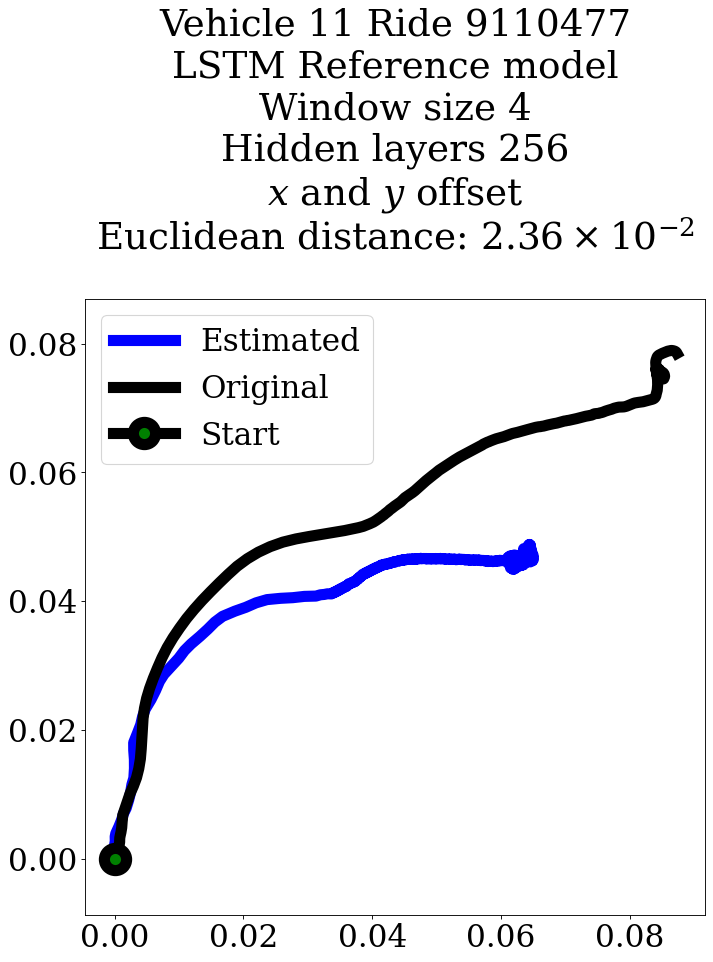 Vehicle 11 Ride 9110477
LSTM Reference model
Window size 4
Hidden layers 256
x and y offset
Euclidean distance: 2.36 × 10⁻²
Estimated
Original
Start
0.08
0.06
0.04
0.02
0.00
0.00 0.02 0.04 0.06 0.08